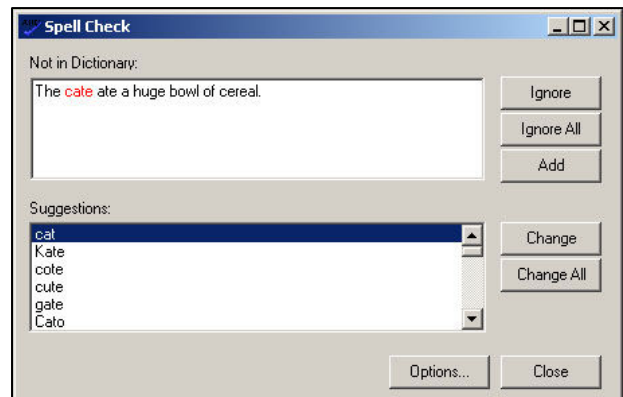 Spell Check
Not in Dictionary:
The cate ate a huge bowl of cereal.
Ignore
Ignore All
Add
Suggestions:
cat
Kate
cote
cute
gate
Cato
Change
Change All
Options...
Close